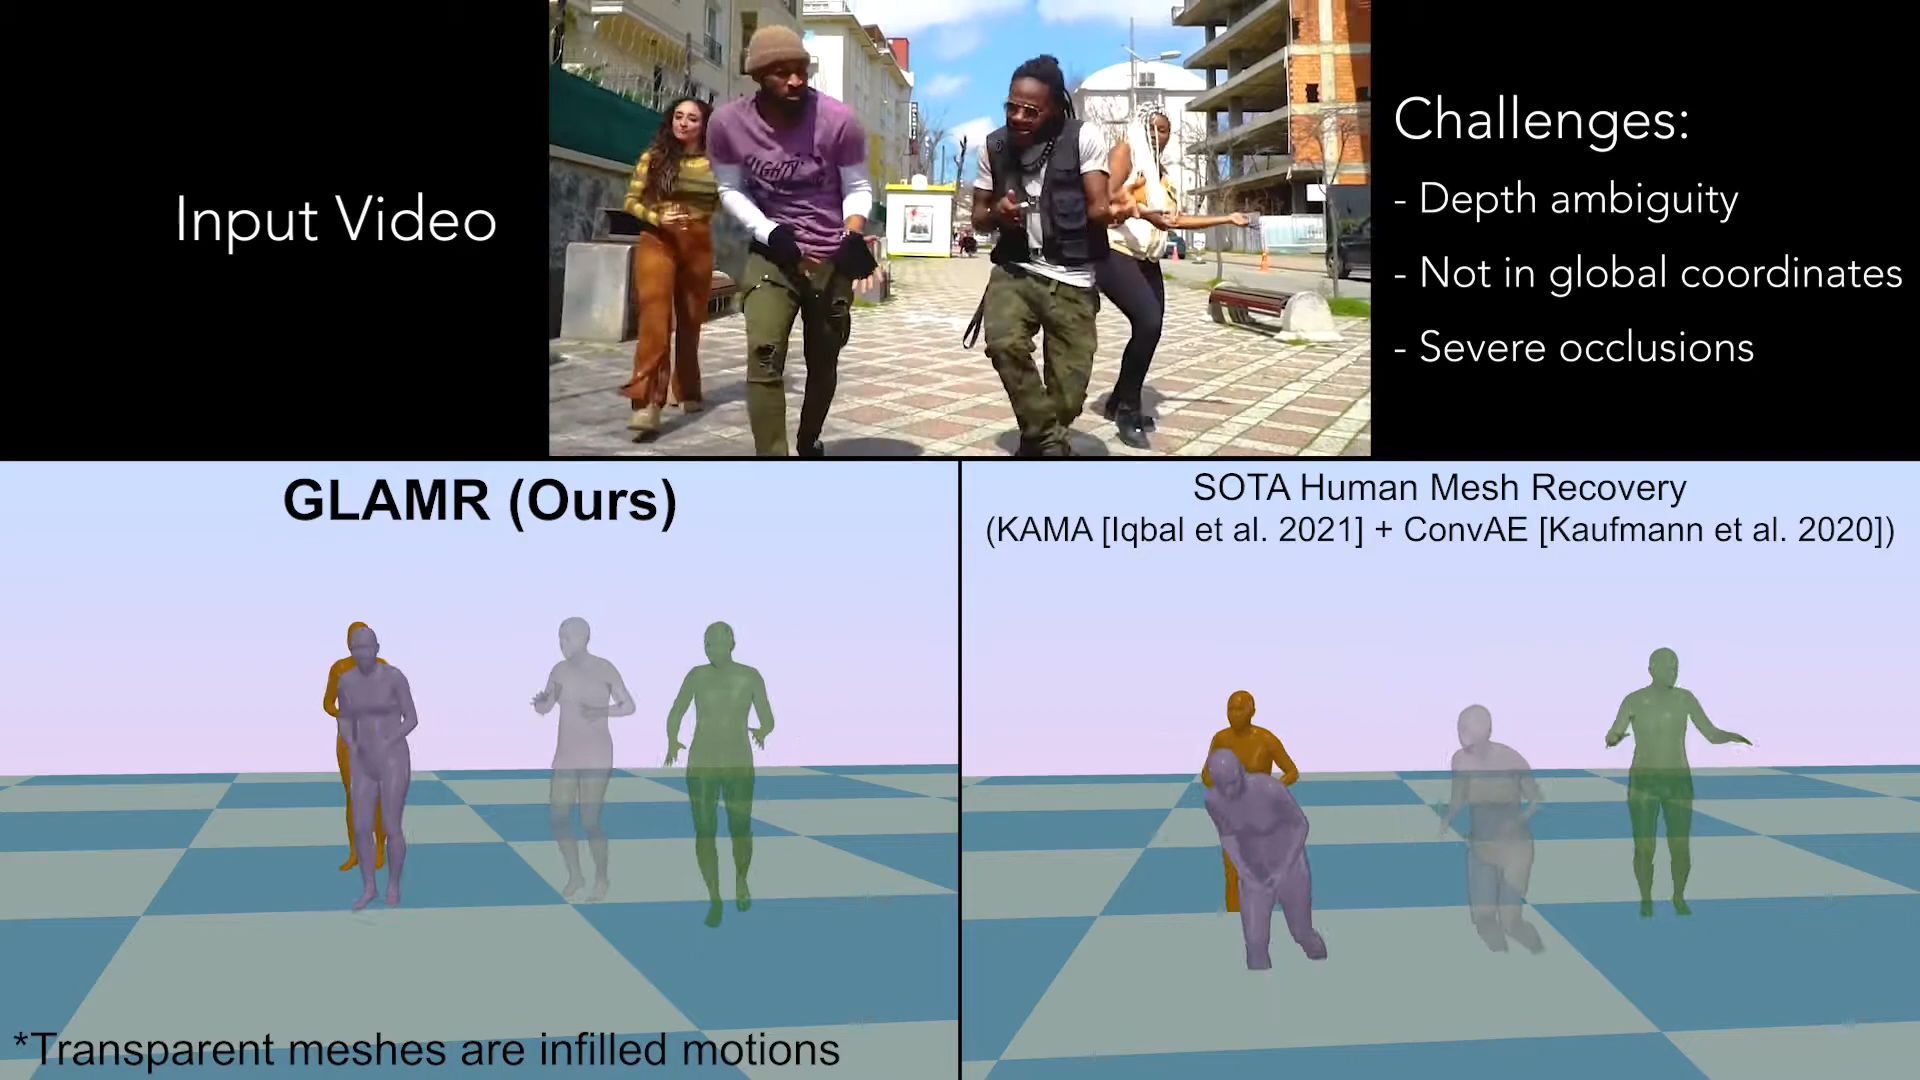 Input Video
MIGHTY
Challenges:
- Depth ambiguity
- Not in global coordinates
- Severe occlusions
GLAMR (Ours)
SOTA Human Mesh Recovery
(KAMA [Iqbal et al. 2021] + ConvAE [Kaufmann et al. 2020])
*Transparent meshes are infilled motions